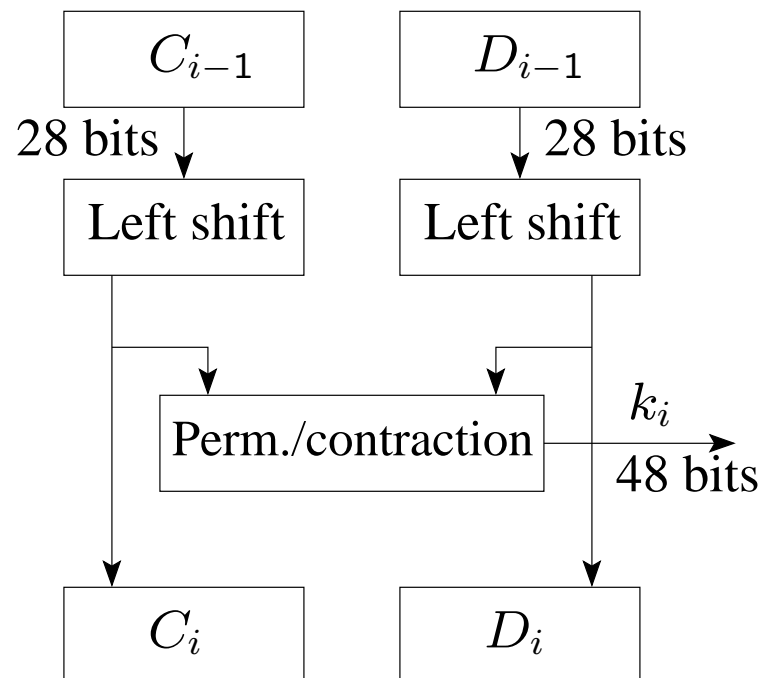 C_{i-1}
D_{i-1}
28 bits
28 bits
Left shift
Left shift
k_i
Perm./contraction
48 bits
C_i
D_i